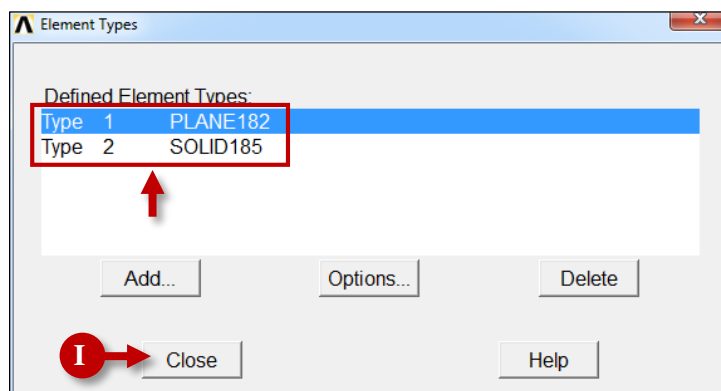 Element Types
Defined Element Types:
Type 1 PLANE182
Type 2 SOLID185
Add... Options... Delete
I Close Help